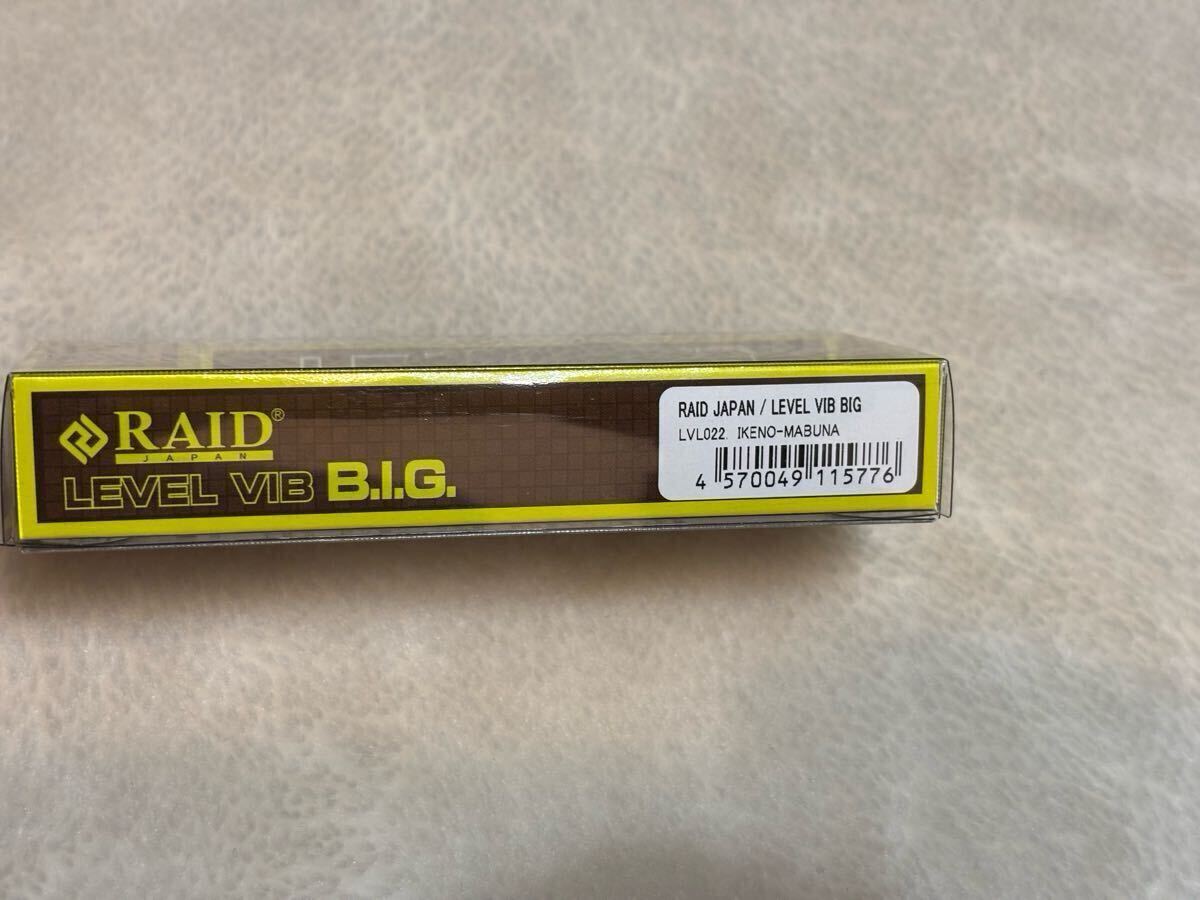 RAID®
JAPAN
LEVEL VIB B.I.G.
RAID JAPAN / LEVEL VIB BIG
LVL022. IKENO-MABUNA
4 570049 115776